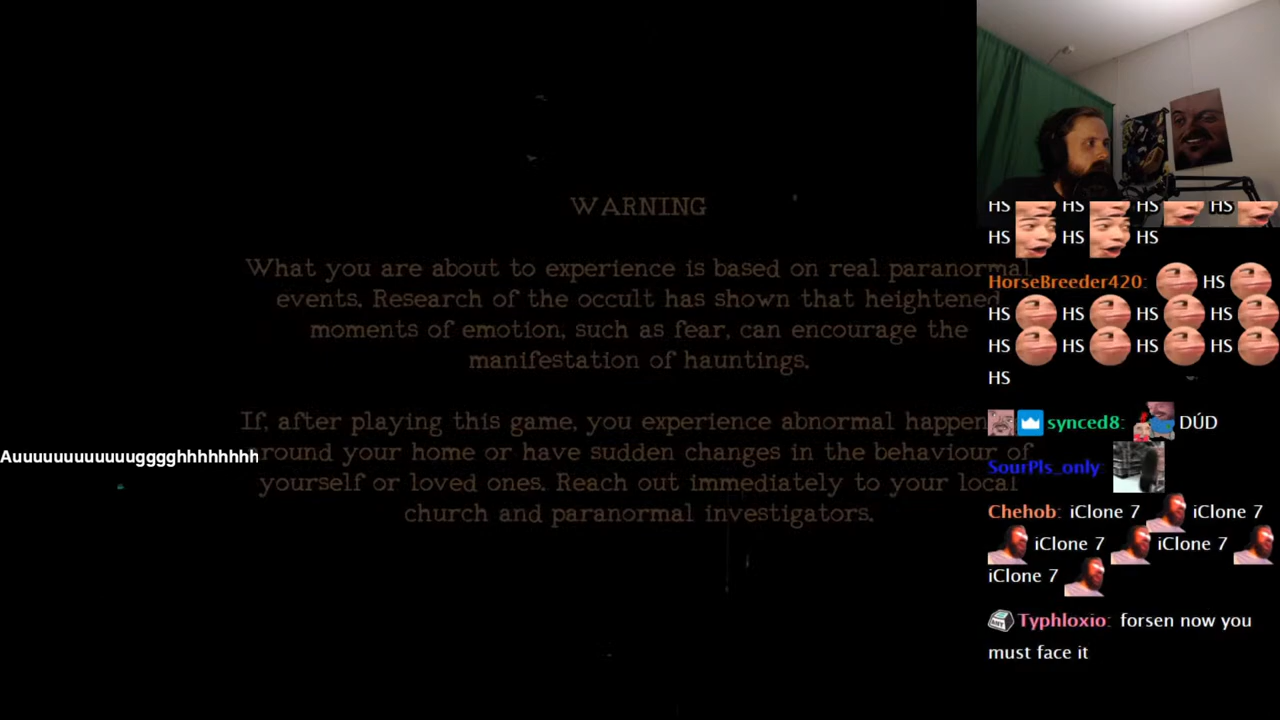 WARNING
What you are about to experience is based on real paranormal
events. Research of the occult has shown that heightened
moments of emotion, such as fear, can encourage the
manifestation of hauntings.
If, after playing this game, you experience abnormal happen
around your home or have sudden changes in the behaviour of
yourself or loved ones. Reach out immediately to your local
church and paranormal investigators.
Auuuuuuuuuuuugggghhhhhhhh
HS HS HS HS
HS HS HS
HorseBreeder420: HS
HS HS HS HS
HS HS HS HS
HS
synced8: DÚD
SourPls_only:
Chehob: iClone 7 iClone 7
iClone 7 iClone 7
iClone 7
Typhloxio: forsen now you
must face it